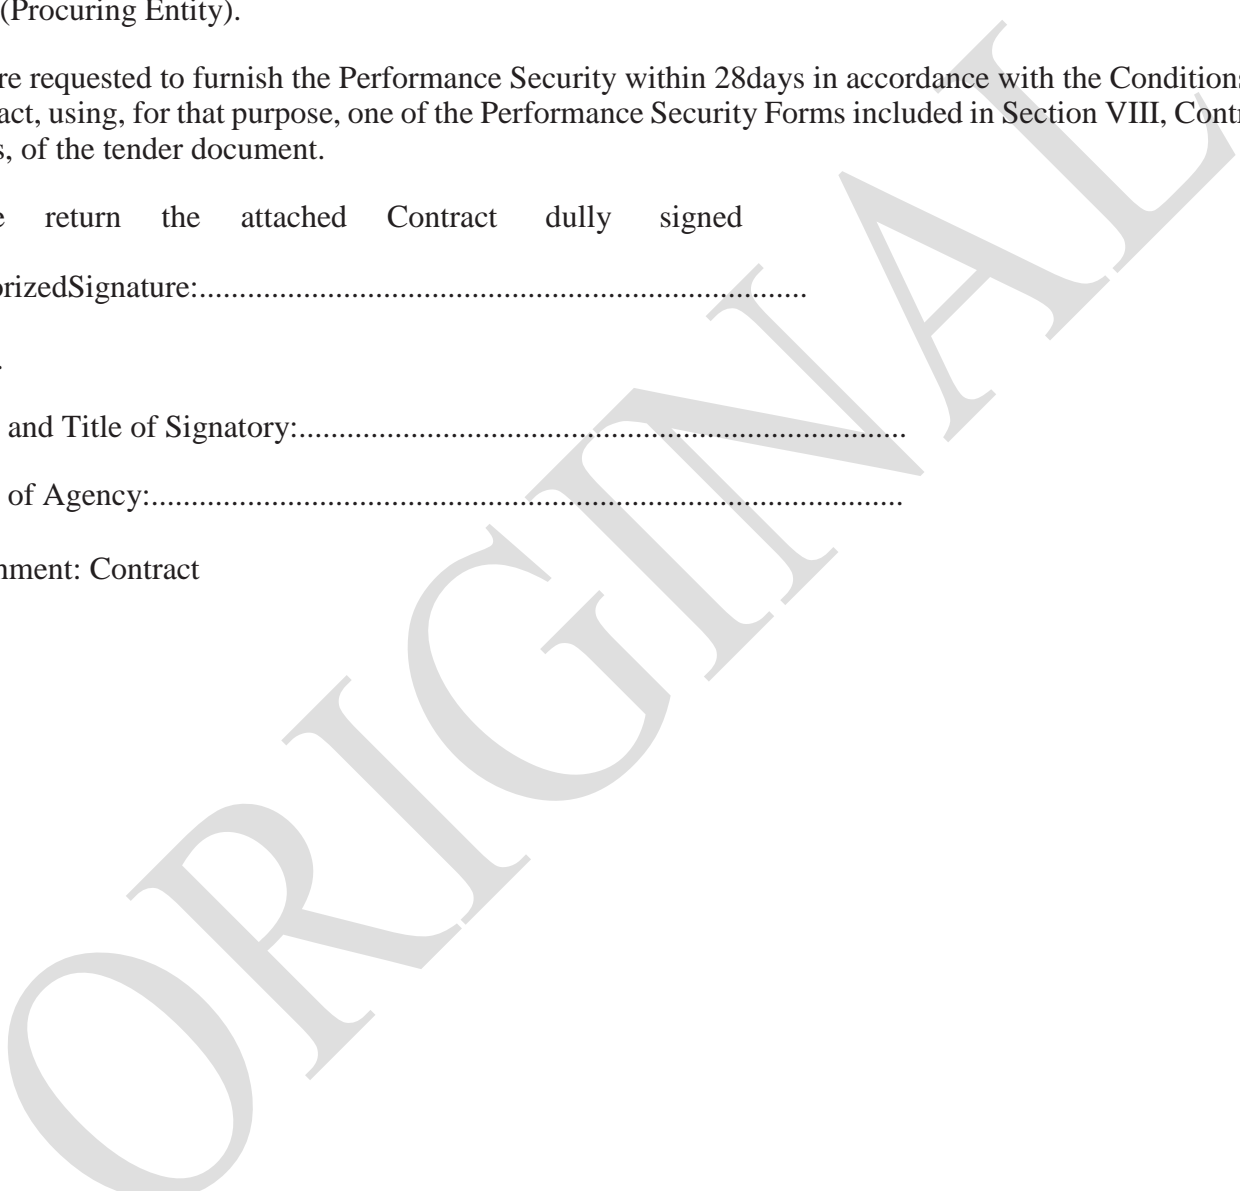 (Procuring Entity).
re requested to furnish the Performance Security within 28days in accordance with the Conditions
act, using, for that purpose, one of the Performance Security Forms included in Section VIII, Contr
s, of the tender document.
e return the attached Contract dully signed
orizedSignature:............................................................................
.
and Title of Signatory:............................................................................
of Agency:..............................................................................................
nment: Contract
ORIGINAL